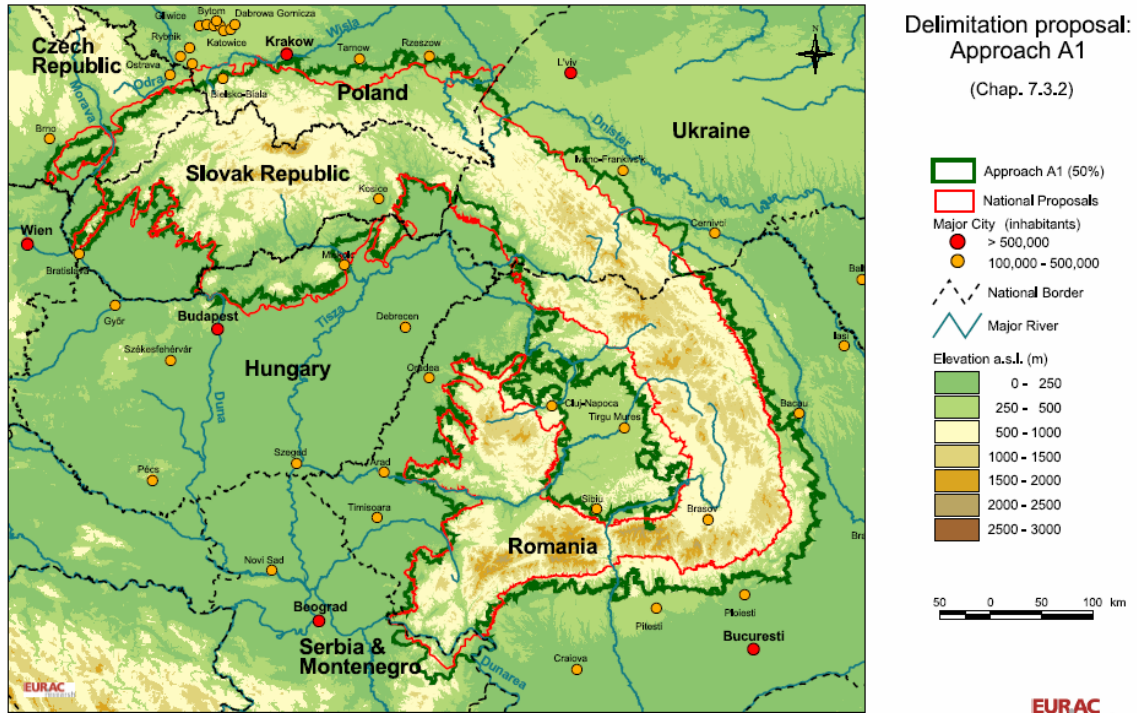 Delimitation proposal:
Approach A1
(Chap. 7.3.2)
Approach A1 (50%)
National Proposals
Major City (inhabitants)
> 500,000
100,000 - 500,000
National Border
Major River
Elevation a.s.l. (m)
0 - 250
250 - 500
500 - 1000
1000 - 1500
1500 - 2000
2000 - 2500
2500 - 3000
50 0 50 100 km
EURAC
N
Gliwice
Bytom
Dabrowa Gornicza
Rybnik
Katowice
Krakow
Wisla
Tarnow
Rzeszow
L'viv
Czech
Republic
Ostrava
Odra
Bielsko-Biala
Poland
Morava
Brno
Ukraine
Dnister
Ivano-Frankivs'k
Slovak Republic
Kosice
Cernivci
Wien
Bratislava
Győr
Budapest
Tisza
Debrecen
Iasi
Székesfehérvár
Hungary
Oradea
Duna
Cluj-Napoca
Tirgu Mures
Bacau
Szeged
Arad
Pécs
Timisoara
Sibiu
Brasov
Romania
Novi Sad
Beograd
Ploiesti
Pitesti
Serbia &
Montenegro
Bucuresti
Dunarea
Craiova
EURAC